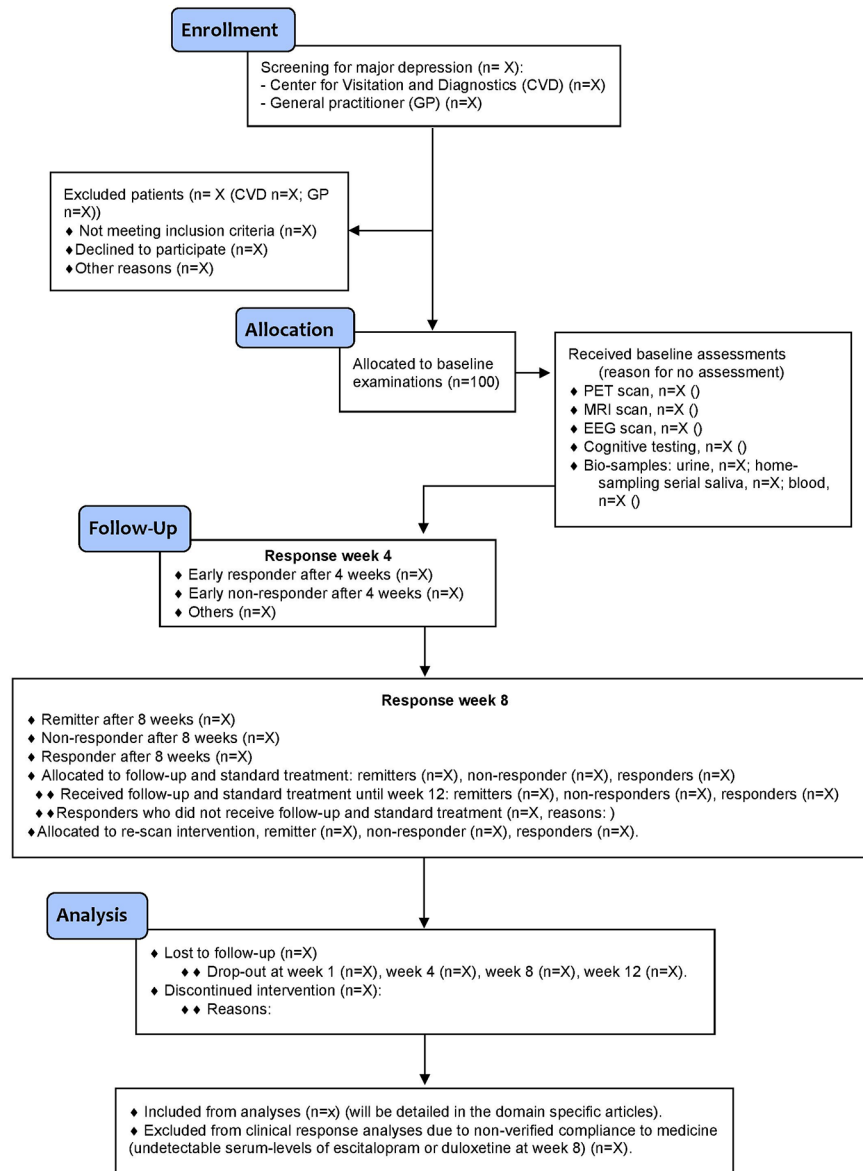 Enrollment
Screening for major depression (n= X):
- Center for Visitation and Diagnostics (CVD) (n=X)
- General practitioner (GP) (n=X)
Excluded patients (n= X (CVD n=X; GP
n=X))
♦ Not meeting inclusion criteria (n=X)
♦Declined to participate (n=X)
♦Other reasons (n=X)
Allocation
Allocated to baseline
examinations (n=100)
Received baseline assessments
(reason for no assessment)
♦ PET scan, n=X ()
♦ MRI scan, n=X ()
♦ EEG scan, n=X ()
♦ Cognitive testing, n=X ()
♦ Bio-samples: urine, n=X; home-
sampling serial saliva, n=X; blood,
n=X ()
Follow-Up
Response week 4
♦ Early responder after 4 weeks (n=X)
♦ Early non-responder after 4 weeks (n=X)
♦ Others (n=X)
Response week 8
♦ Remitter after 8 weeks (n=X)
♦ Non-responder after 8 weeks (n=X)
♦ Responder after 8 weeks (n=X)
♦ Allocated to follow-up and standard treatment: remitters (n=X), non-responder (n=X), responders (n=X)
♦♦ Received follow-up and standard treatment until week 12: remitters (n=X), non-responders (n=X), responders (n=X)
♦♦Responders who did not receive follow-up and standard treatment (n=X, reasons: )
♦Allocated to re-scan intervention, remitter (n=X), non-responder (n=X), responders (n=X).
Analysis
♦ Lost to follow-up (n=X)
♦♦ Drop-out at week 1 (n=X), week 4 (n=X), week 8 (n=X), week 12 (n=X).
♦ Discontinued intervention (n=X):
♦♦ Reasons:
♦ Included from analyses (n=x) (will be detailed in the domain specific articles).
♦ Excluded from clinical response analyses due to non-verified compliance to medicine
(undetectable serum-levels of escitalopram or duloxetine at week 8) (n=X).